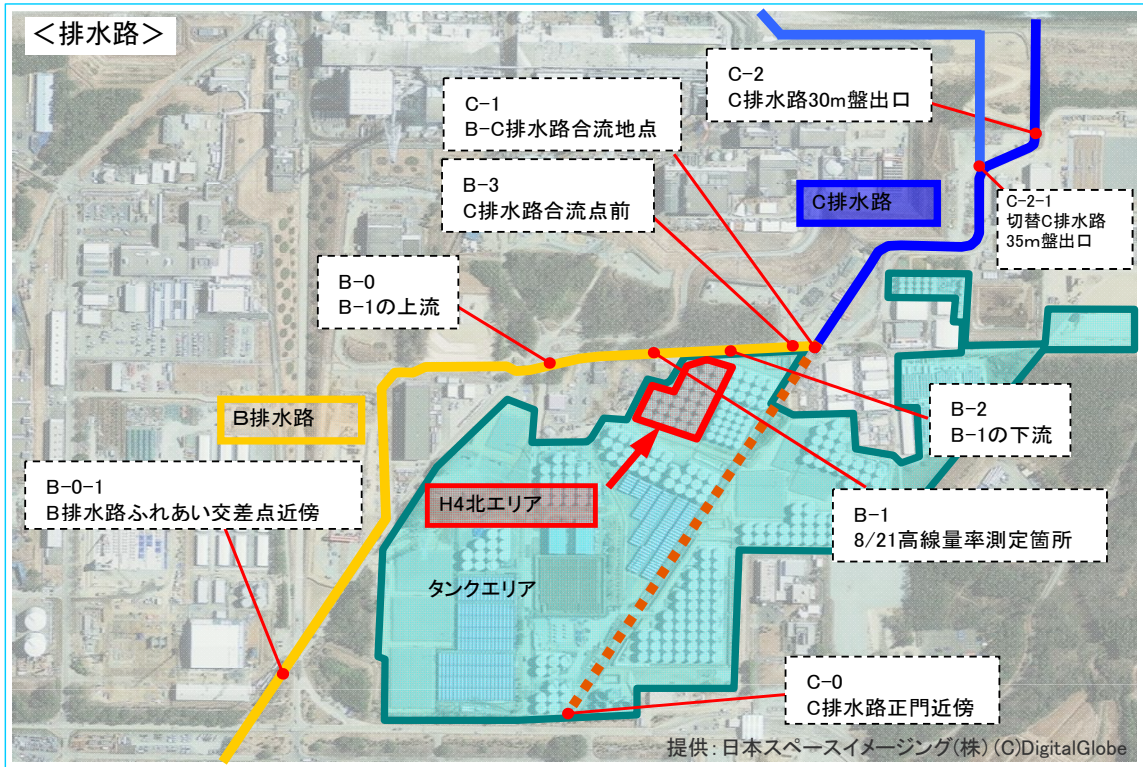 ＜排水路＞
C-2
C排水路30m盤出口
C-1
B-C排水路合流地点
B-3
C排水路合流点前
C排水路
C-2-1
切替C排水路
35m盤出口
B-0
B-1の上流
B排水路
B-2
B-1の下流
B-0-1
B排水路ふれあい交差点近傍
H4北エリア
B-1
8/21高線量率測定箇所
タンクエリア
C-0
C排水路正門近傍
提供：日本スペースイメージング(株) (C)DigitalGlobe